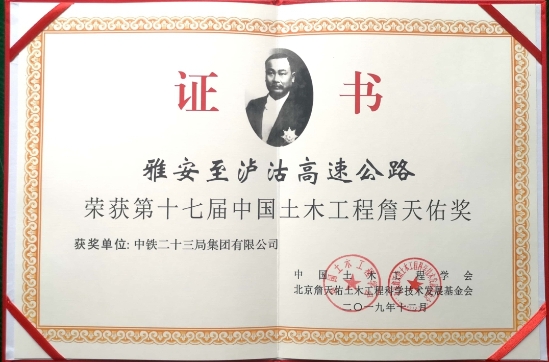 证 书
雅安至泸沽高速公路
荣获第十七届中国土木工程詹天佑奖
获奖单位:中铁二十三局集团有限公司
中国土木工程学会
北京詹天佑土木工程科学技术发展基金会
二〇一九年十二月